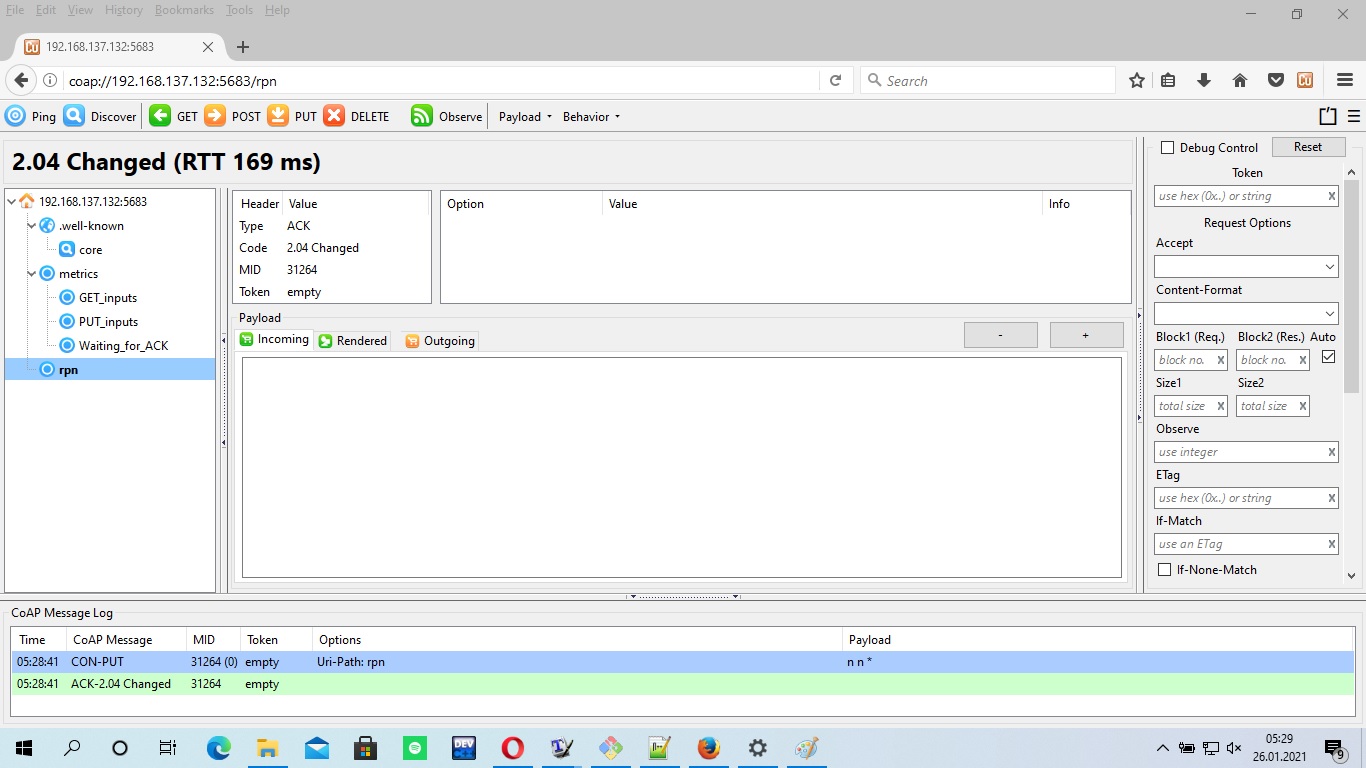 File Edit View History Bookmarks Tools Help
192.168.137.132:5683
coap://192.168.137.132:5683/rpn
Search
Ping Discover GET POST PUT DELETE Observe Payload Behavior
2.04 Changed (RTT 169 ms)
192.168.137.132:5683
.well-known
core
metrics
GET_inputs
PUT_inputs
Waiting_for_ACK
rpn
Header Value
Type ACK
Code 2.04 Changed
MID 31264
Token empty
Option Value Info
Payload
Incoming Rendered Outgoing
- +
Debug Control Reset
Token
use hex (0x..) or string X
Request Options
Accept
Content-Format
Block1 (Req.) Block2 (Res.) Auto
block no. X block no. X
Size1 Size2
total size X total size X
Observe
use integer X
ETag
use hex (0x..) or string X
If-Match
use an ETag X
If-None-Match
CoAP Message Log
Time CoAP Message MID Token Options Payload
05:28:41 CON-PUT 31264 (0) empty Uri-Path: rpn n n *
05:28:41 ACK-2.04 Changed 31264 empty
DEV
05:29
26.01.2021
9